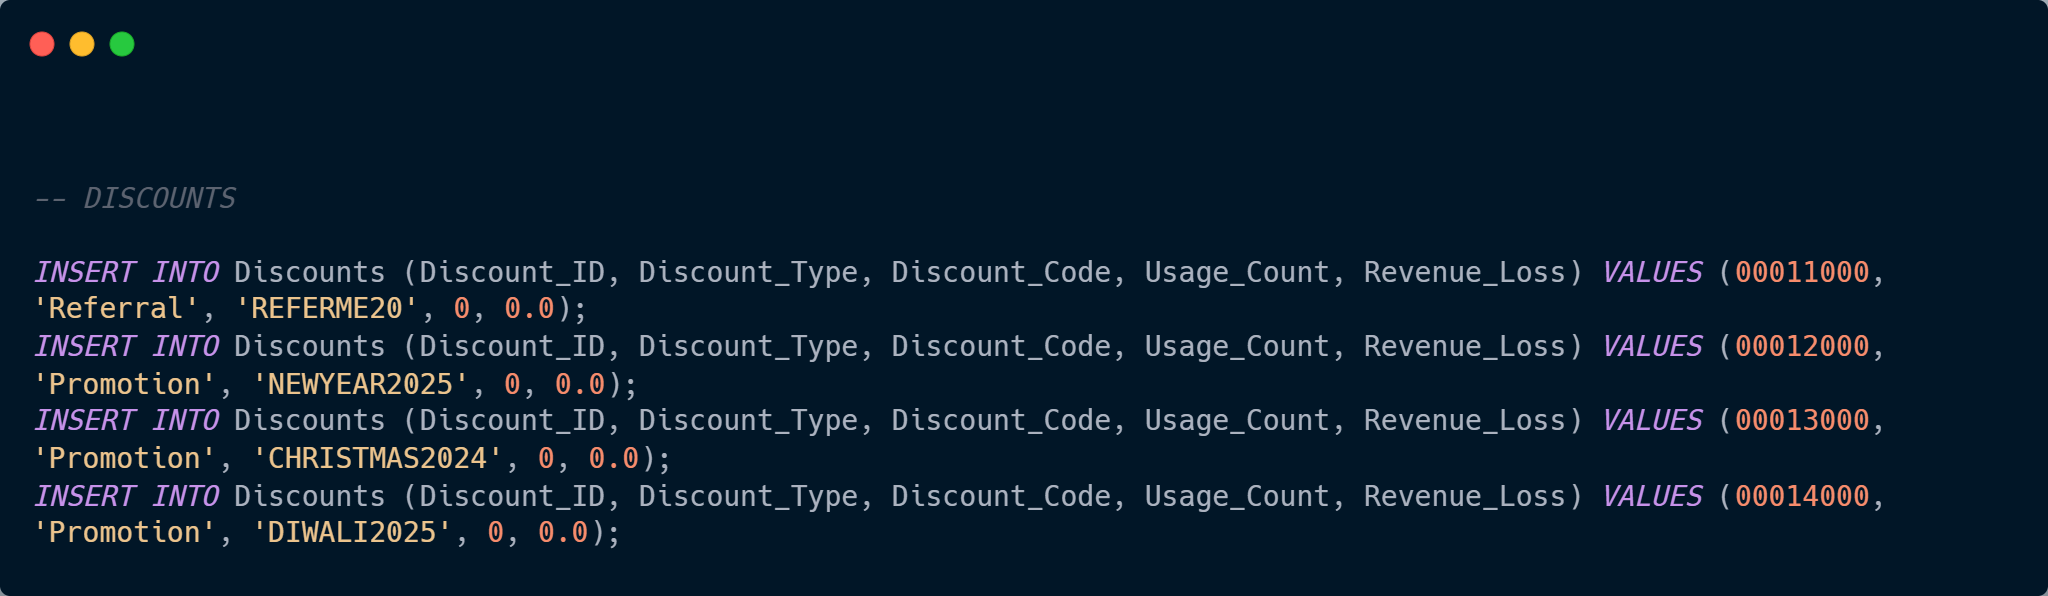 -- DISCOUNTS
INSERT INTO Discounts (Discount_ID, Discount_Type, Discount_Code, Usage_Count, Revenue_Loss) VALUES (00011000,
'Referral', 'REFERME20', 0, 0.0);
INSERT INTO Discounts (Discount_ID, Discount_Type, Discount_Code, Usage_Count, Revenue_Loss) VALUES (00012000,
'Promotion', 'NEWYEAR2025', 0, 0.0);
INSERT INTO Discounts (Discount_ID, Discount_Type, Discount_Code, Usage_Count, Revenue_Loss) VALUES (00013000,
'Promotion', 'CHRISTMAS2024', 0, 0.0);
INSERT INTO Discounts (Discount_ID, Discount_Type, Discount_Code, Usage_Count, Revenue_Loss) VALUES (00014000,
'Promotion', 'DIWALI2025', 0, 0.0);